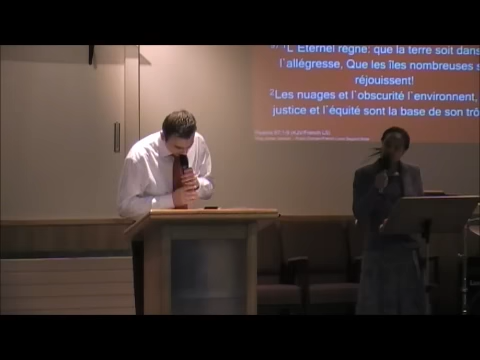 L`Eternel règne: que la terre soit dans
l`allégresse, Que les îles nombreuses s
réjouissent!
²Les nuages et l`obscurité l`environnent,
justice et l`équité sont la base de son trô